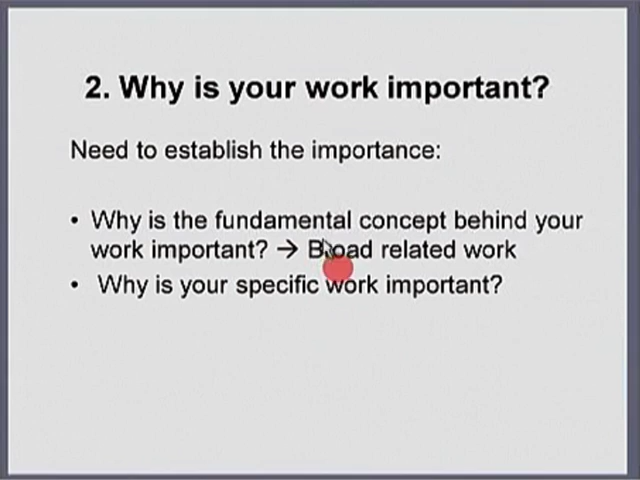 2. Why is your work important?
Need to establish the importance:
• Why is the fundamental concept behind your
work important? → Broad related work
• Why is your specific work important?